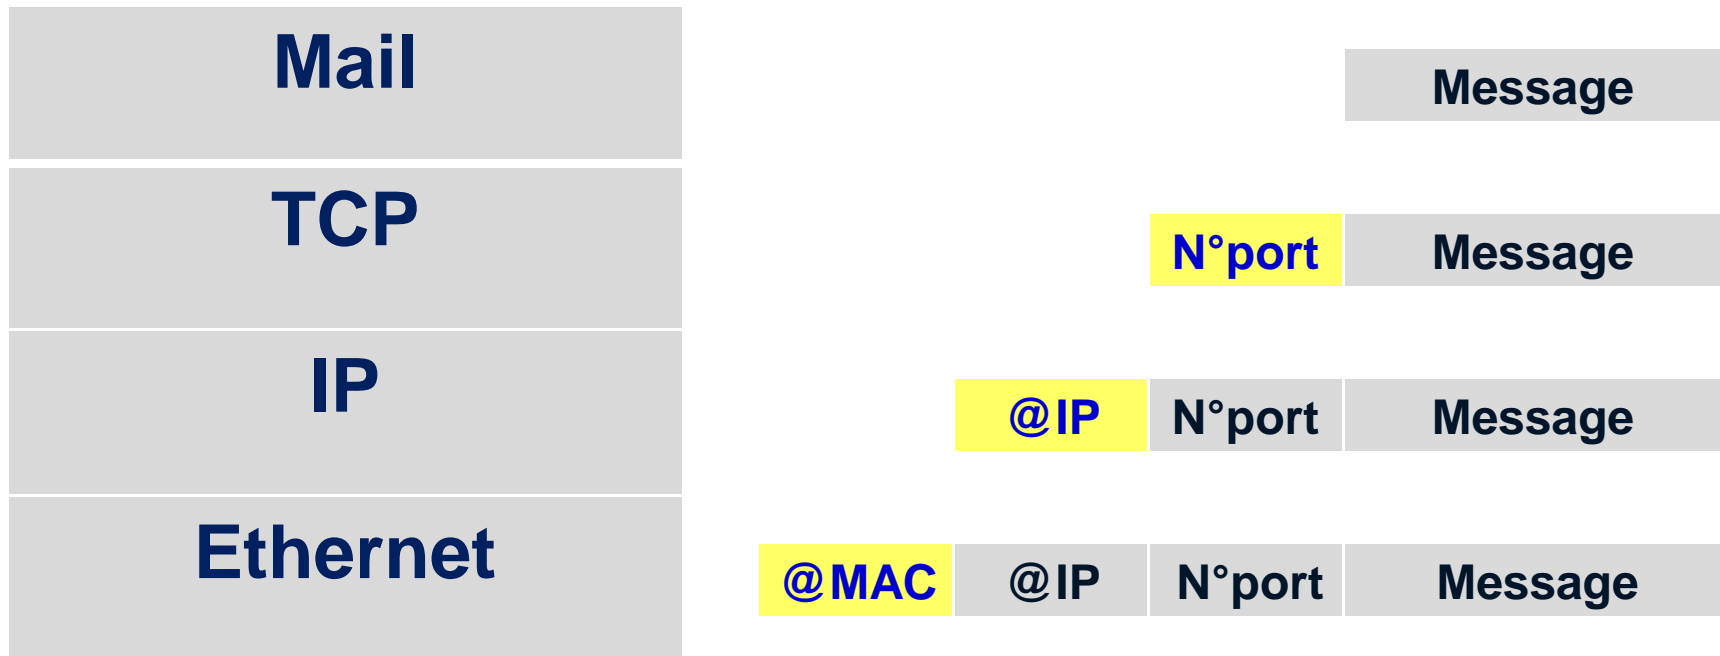 Mail
Message
TCP
N°port Message
IP
@IP N°port Message
Ethernet
@MAC @IP N°port Message